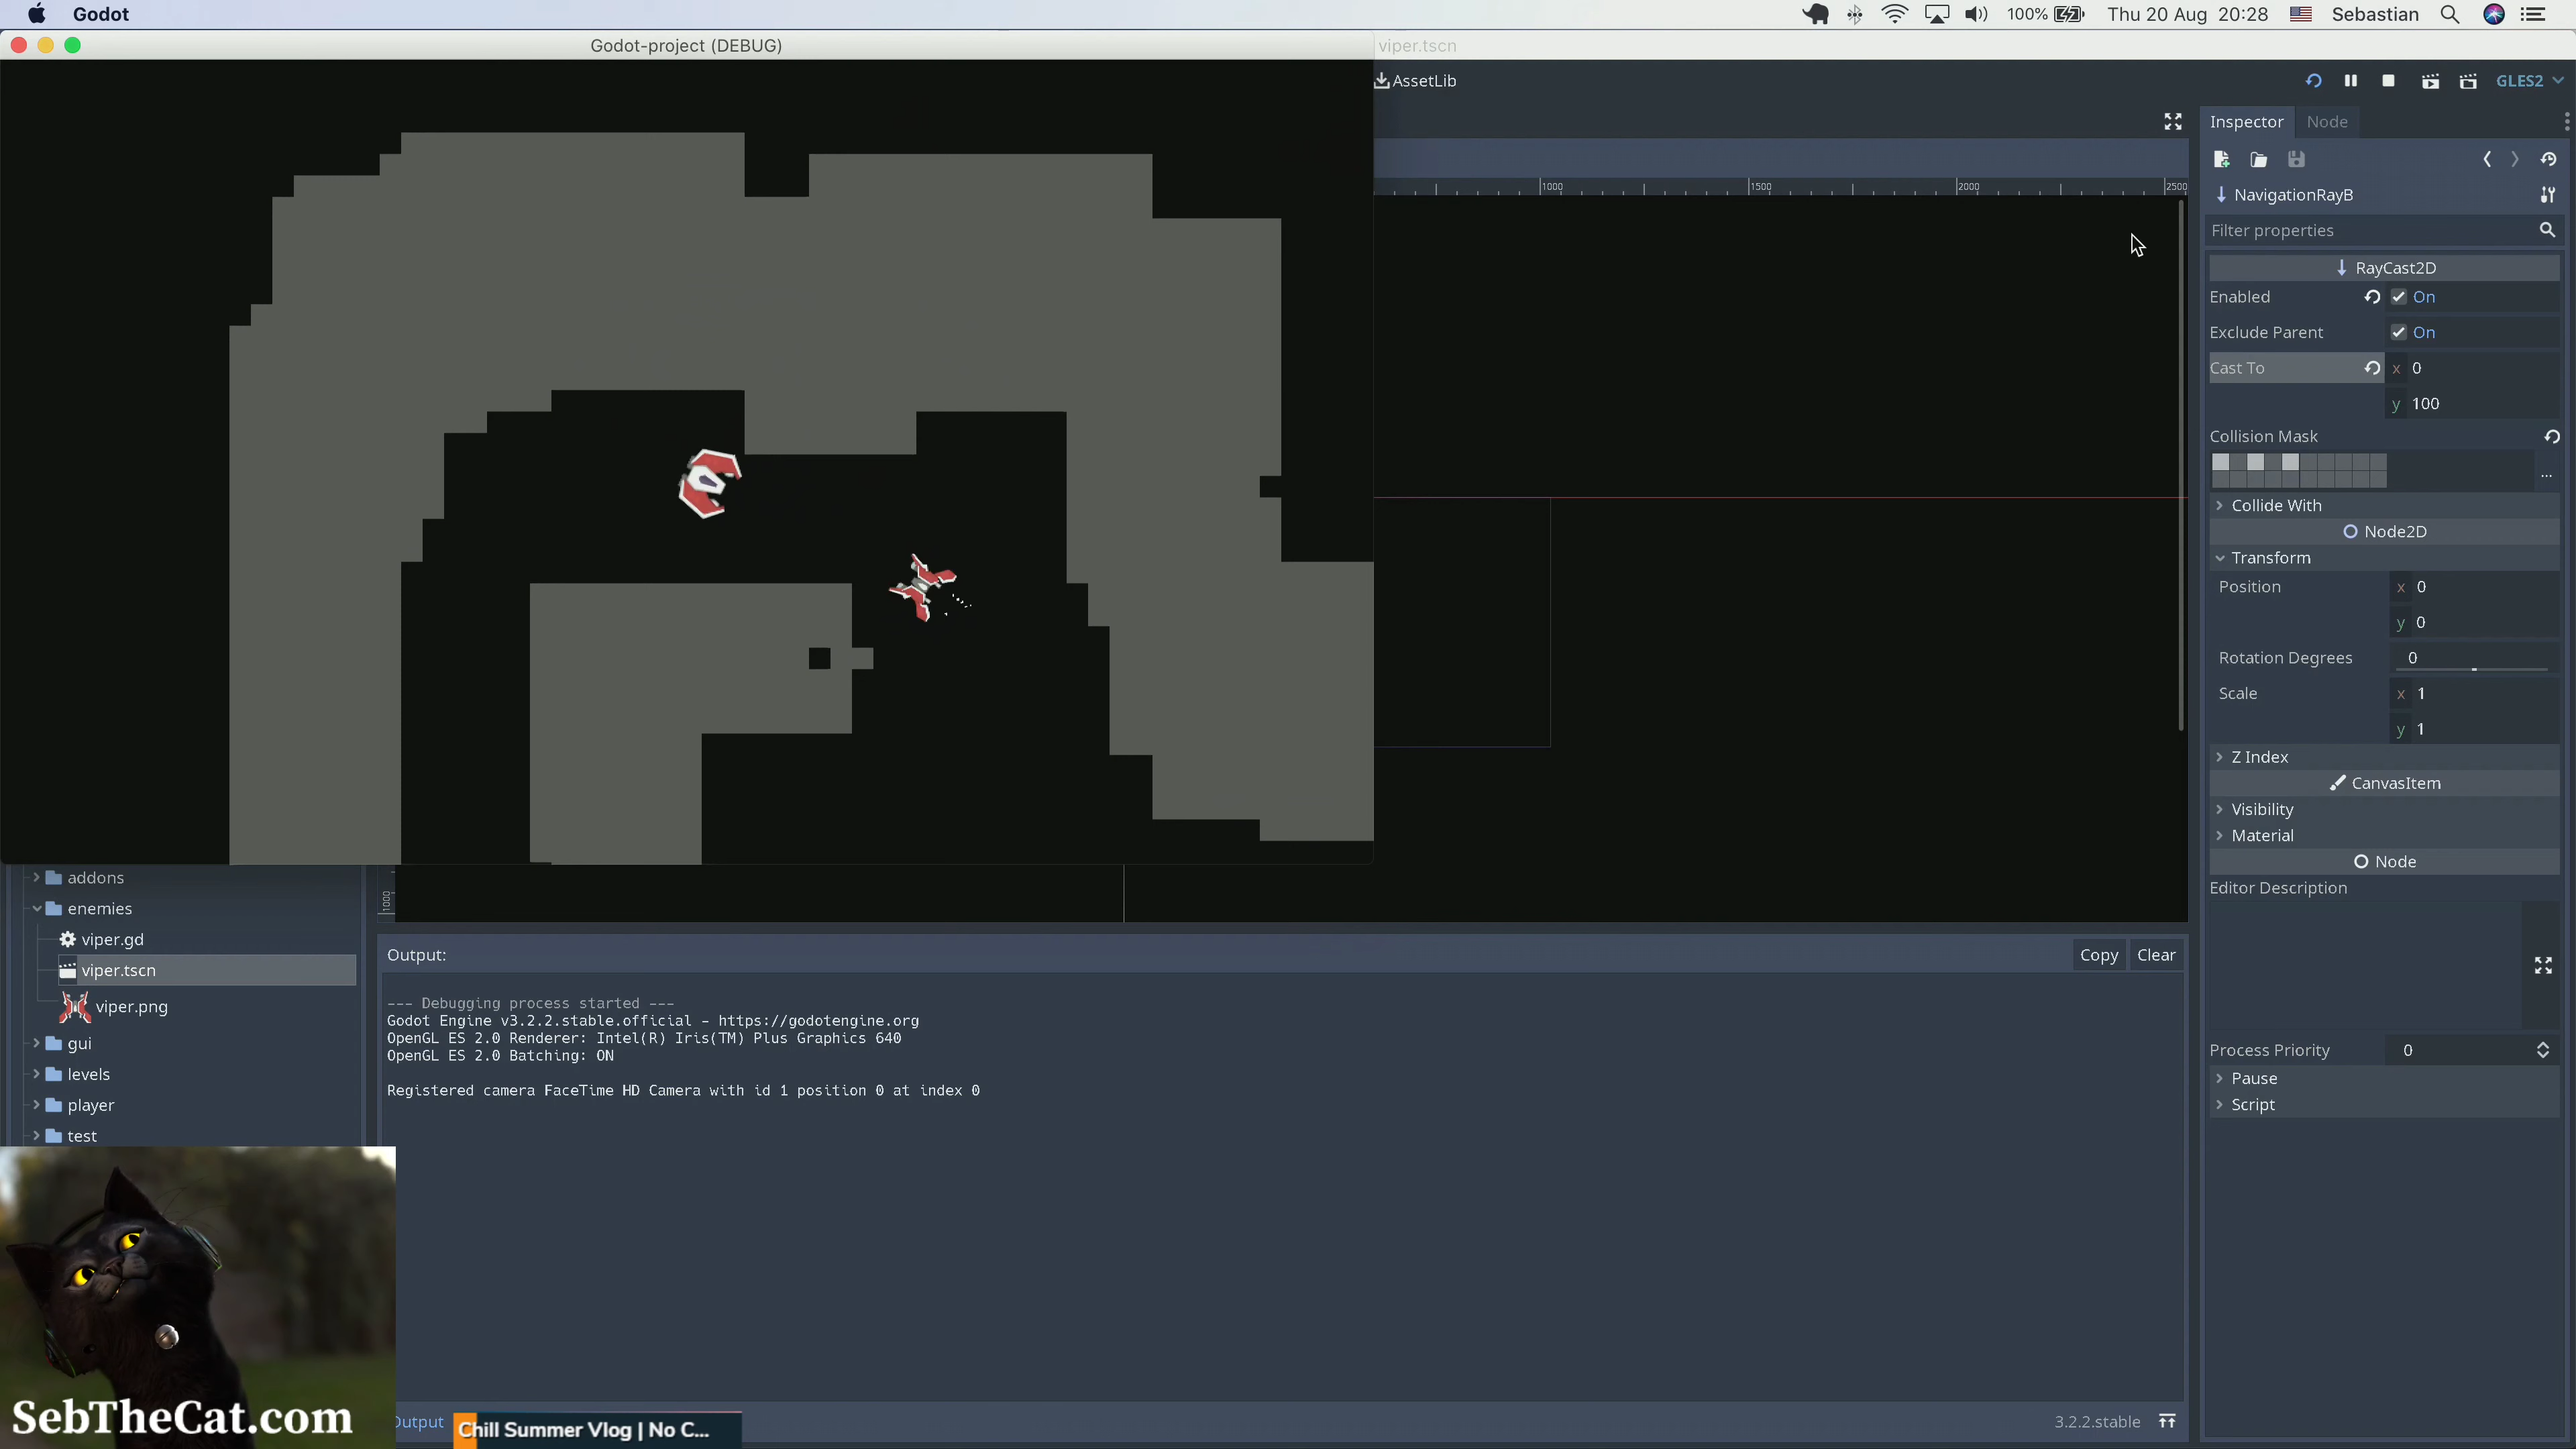 Godot
100%
Thu 20 Aug 20:28
Sebastian
Godot-project (DEBUG)
viper.tscn
AssetLib
GLES2
Inspector
Node
1000
1500
2000
2500
NavigationRayB
Filter properties
RayCast2D
Enabled
On
Exclude Parent
On
Cast To
x 0
y 100
Collision Mask
...
Collide With
Node2D
Transform
Position
x 0
y 0
Rotation Degrees
0
Scale
x 1
y 1
Z Index
CanvasItem
Visibility
Material
Node
Editor Description
Process Priority
0
Pause
Script
addons
enemies
viper.gd
viper.tscn
viper.png
gui
levels
player
test
1000
Output:
Copy
Clear
--- Debugging process started ---
Godot Engine v3.2.2.stable.official - https://godotengine.org
OpenGL ES 2.0 Renderer: Intel(R) Iris(TM) Plus Graphics 640
OpenGL ES 2.0 Batching: ON
Registered camera FaceTime HD Camera with id 1 position 0 at index 0
SebTheCat.com
Output
Chill Summer Vlog | No C...
3.2.2.stable